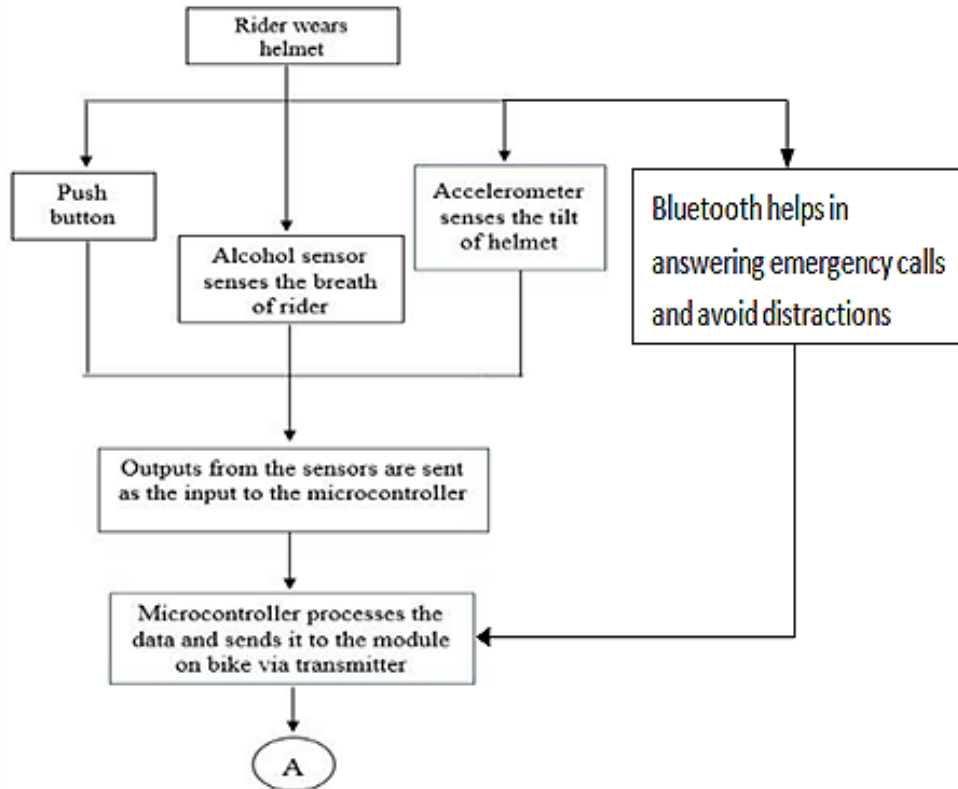 Rider wears
helmet
Push
button
Alcohol sensor
senses the breath
of rider
Accelerometer
senses the tilt
of helmet
Bluetooth helps in
answering emergency calls
and avoid distractions
Outputs from the sensors are sent
as the input to the microcontroller
Microcontroller processes the
data and sends it to the module
on bike via transmitter
A